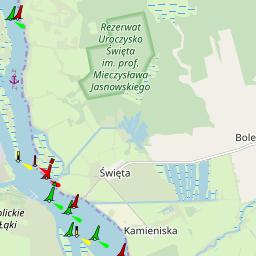 Rezerwat
Uroczysko
Święta
im. prof.
Mieczysława
Jasnowskiego
Bole
Święta
olickie
Łąki
Kamieniska